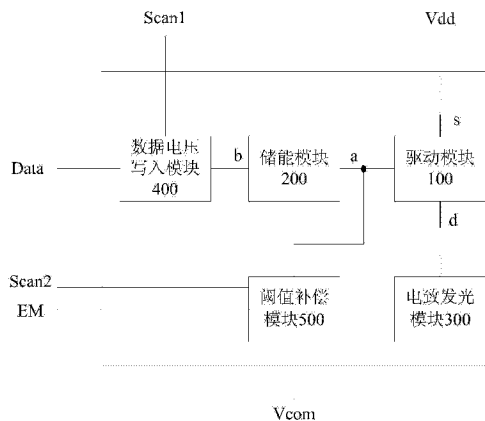 Scan1
Vdd
s
数据电压
写入模块
400
b
储能模块
200
a
驱动模块
100
Data
d
Scan2
EM
阈值补偿
模块500
电致发光
模块300
Vcom